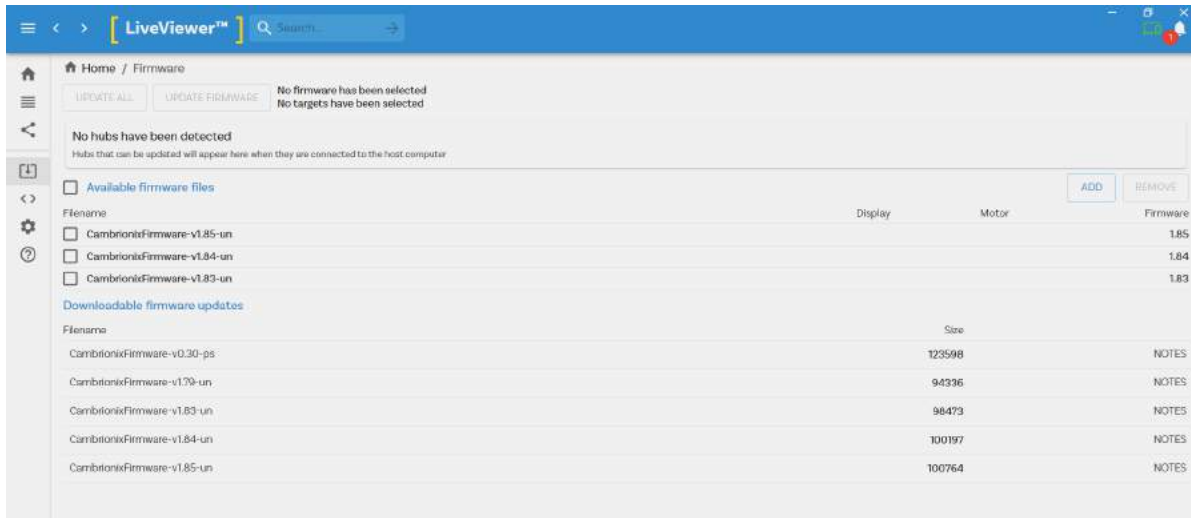 [ LiveViewer™ ] Search...
1
Home / Firmware
UPDATE ALL UPDATE FIRMWARE No firmware has been selected
No targets have been selected
No hubs have been detected
Hubs that can be updated will appear here when they are connected to the host computer
Available firmware files ADD REMOVE
Filename Display Motor Firmware
CambrionixFirmware-v1.85-un 1.85
CambrionixFirmware-v1.84-un 1.84
CambrionixFirmware-v1.83-un 1.83
Downloadable firmware updates
Filename Size
CambrionixFirmware-v0.30-ps 123598 NOTES
CambrionixFirmware-v1.79-un 94336 NOTES
CambrionixFirmware-v1.83-un 98473 NOTES
CambrionixFirmware-v1.84-un 100197 NOTES
CambrionixFirmware-v1.85-un 100764 NOTES